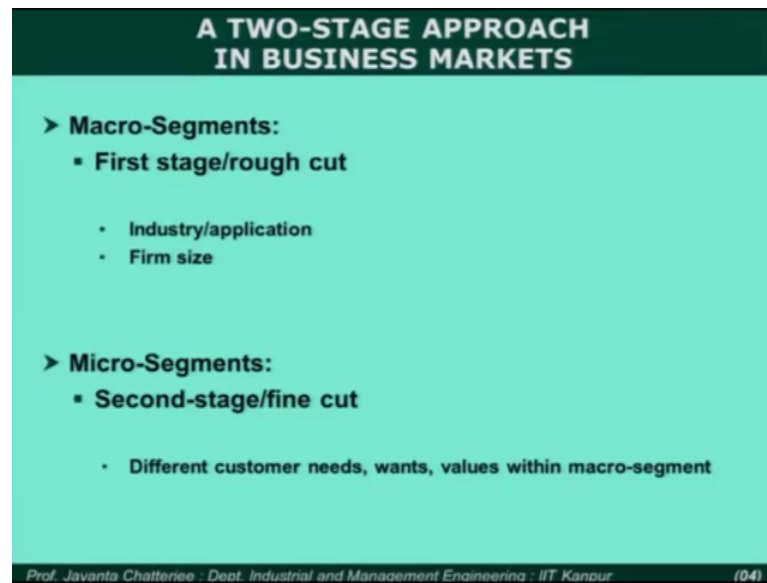 A TWO-STAGE APPROACH
IN BUSINESS MARKETS
➤ Macro-Segments:
▪ First stage/rough cut
• Industry/application
• Firm size
➤ Micro-Segments:
▪ Second-stage/fine cut
• Different customer needs, wants, values within macro-segment
Prof. Jayanta Chatterjee : Dept. Industrial and Management Engineering : IIT Kanpur (04)